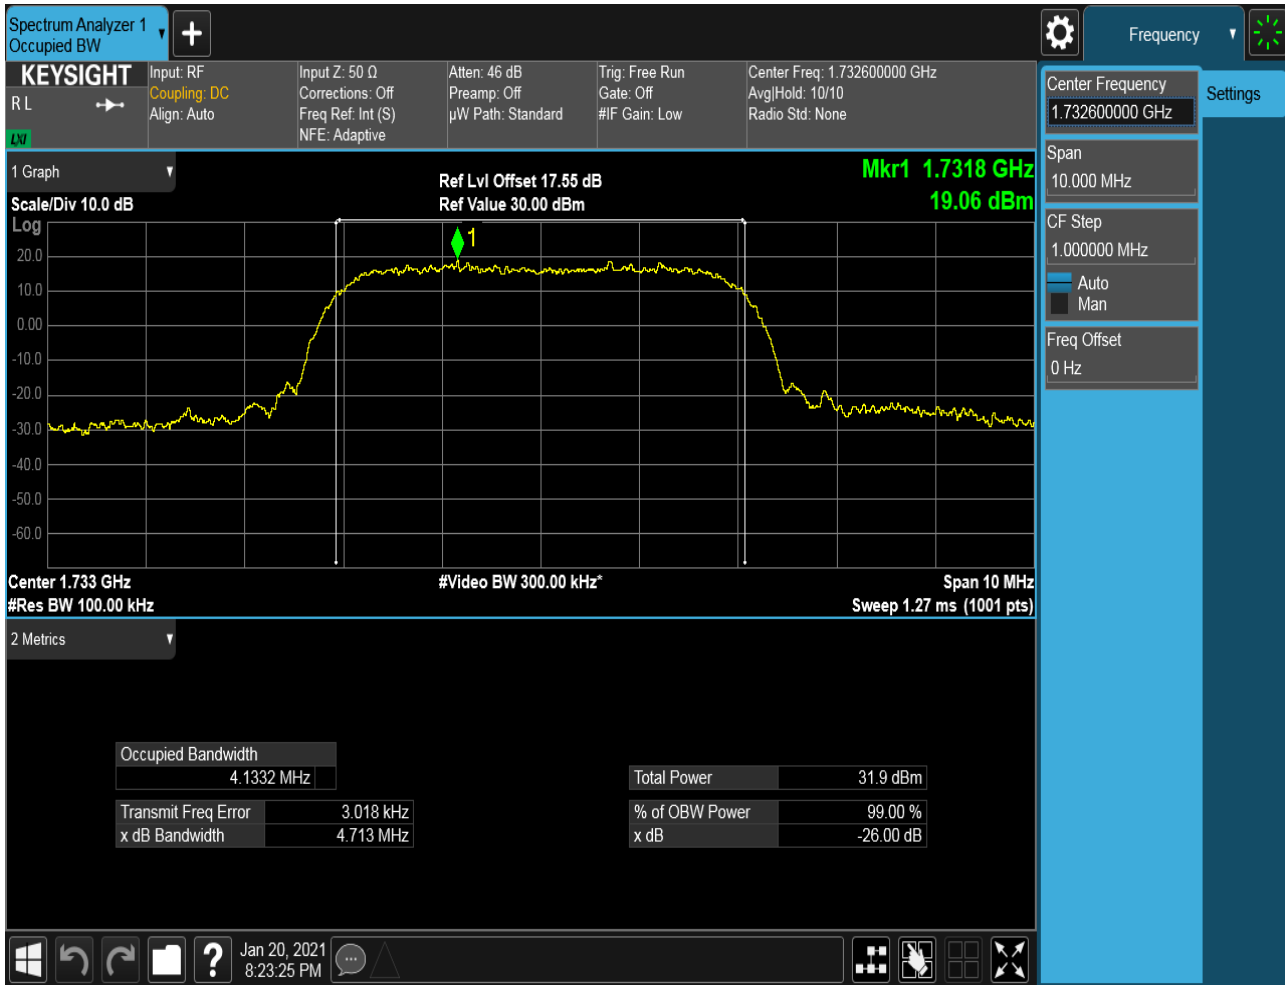 Spectrum Analyzer 1
Occupied BW
Frequency
KEYSIGHT
R L
LXI
Input: RF
Coupling: DC
Align: Auto
Input Z: 50 Ω
Corrections: Off
Freq Ref: Int (S)
NFE: Adaptive
Atten: 46 dB
Preamp: Off
µW Path: Standard
Trig: Free Run
Gate: Off
#IF Gain: Low
Center Freq: 1.732600000 GHz
Avg|Hold: 10/10
Radio Std: None
Center Frequency
1.732600000 GHz
Settings
Span
10.000 MHz
CF Step
1.000000 MHz
Auto
Man
Freq Offset
0 Hz
1 Graph
Scale/Div 10.0 dB
Ref Lvl Offset 17.55 dB
Ref Value 30.00 dBm
Mkr1 1.7318 GHz
19.06 dBm
Log
1
20.0
10.0
0.00
-10.0
-20.0
-30.0
-40.0
-50.0
-60.0
Center 1.733 GHz
#Video BW 300.00 kHz*
Span 10 MHz
#Res BW 100.00 kHz
Sweep 1.27 ms (1001 pts)
2 Metrics
Occupied Bandwidth
4.1332 MHz
Total Power 31.9 dBm
Transmit Freq Error 3.018 kHz
% of OBW Power 99.00 %
x dB Bandwidth 4.713 MHz
x dB -26.00 dB
?
Jan 20, 2021
8:23:25 PM